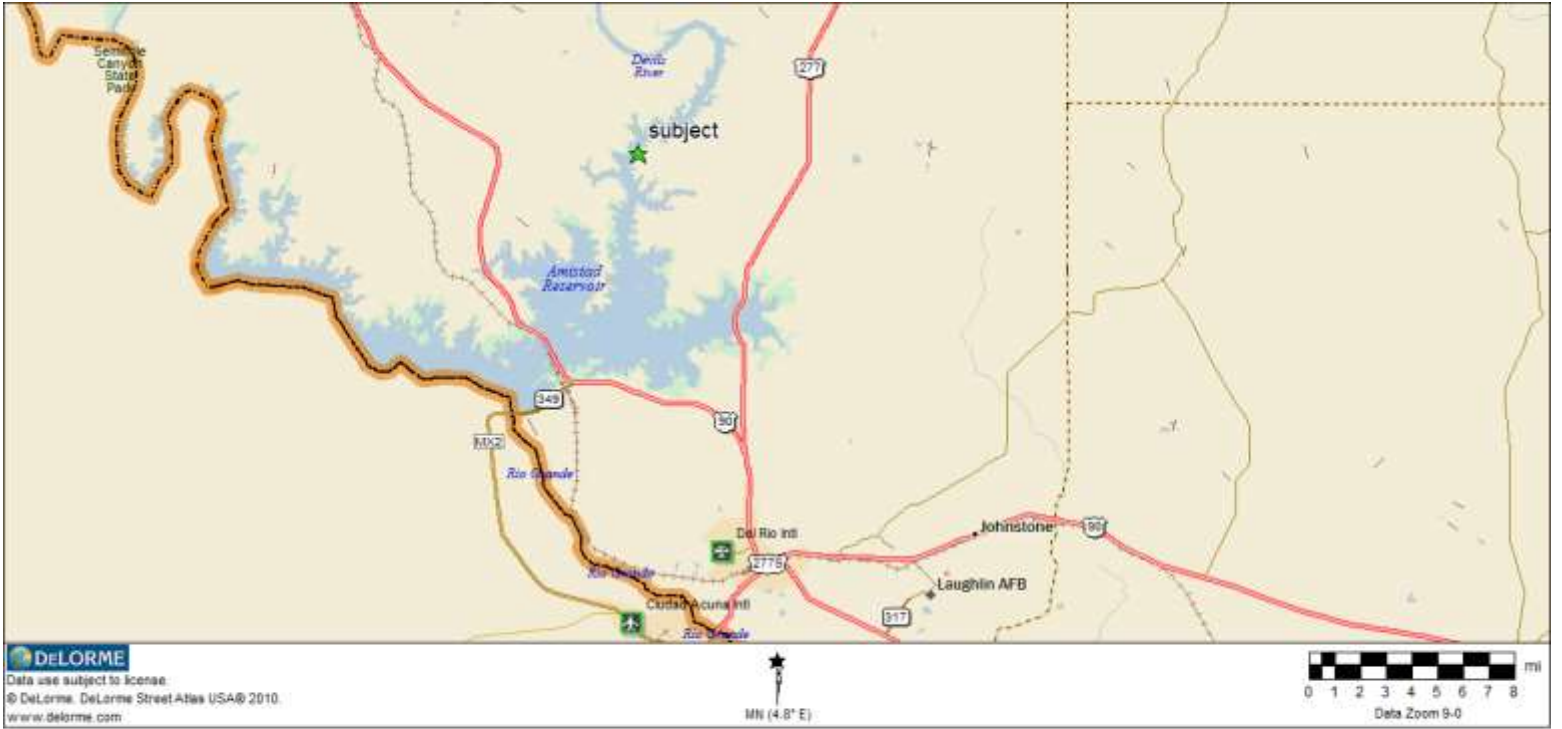 Seminole
Canyon
State
Park
Devils
River
277
subject
Amistad
Reservoir
349
90
MX2
Rio Grande
Del Rio Intl
Johnstone
90
277S
Rio Grande
Laughlin AFB
Ciudad Acuna Intl
317
Rio Grande
DELORME
Data use subject to license.
© DeLorme. DeLorme Street Atlas USA® 2010.
www.delorme.com
MN (4.8° E)
mi
0 1 2 3 4 5 6 7 8
Data Zoom 9-0